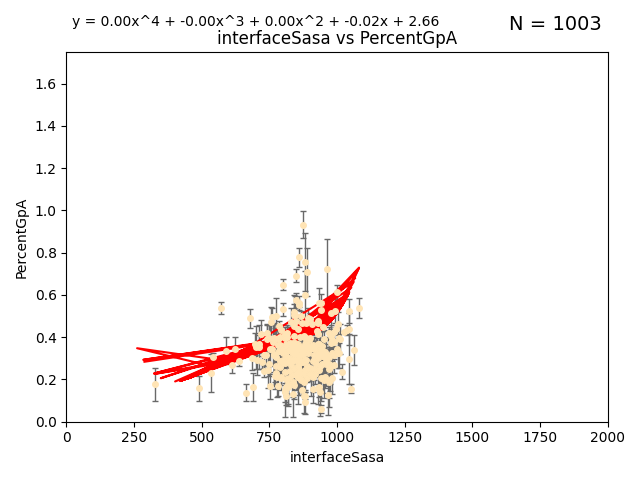 y = 0.00x^4 + -0.00x^3 + 0.00x^2 + -0.02x + 2.66
N = 1003
interfaceSasa vs PercentGpA
PercentGpA
1.6
1.4
1.2
1.0
0.8
0.6
0.4
0.2
0.0
0 250 500 750 1000 1250 1500 1750 2000
interfaceSasa